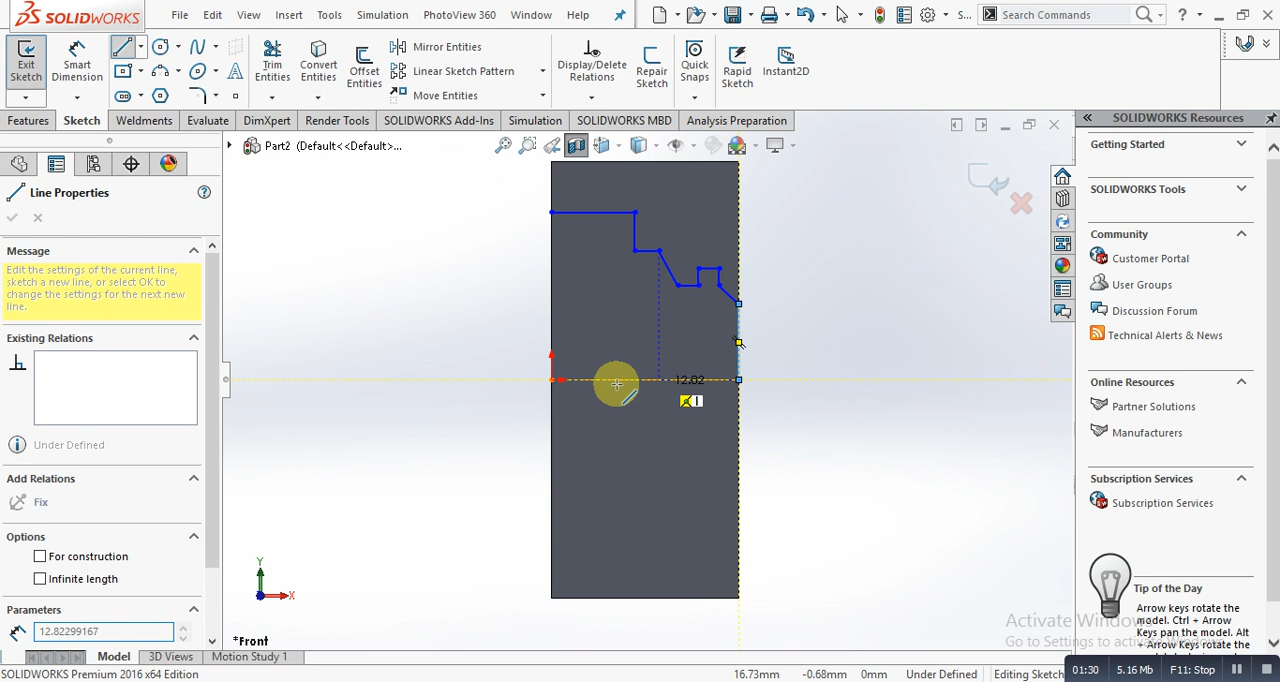 SOLIDWORKS
File Edit View Insert Tools Simulation PhotoView 360 Window Help
S...
Search Commands
Exit Sketch
Smart Dimension
Trim Entities
Convert Entities
Offset Entities
Mirror Entities
Linear Sketch Pattern
Move Entities
Display/Delete Relations
Repair Sketch
Quick Snaps
Rapid Sketch
Instant2D
Features Sketch Weldments Evaluate DimXpert Render Tools SOLIDWORKS Add-Ins Simulation SOLIDWORKS MBD Analysis Preparation
Part2 (Default<<Default>...
Line Properties
Message
Edit the settings of the current line,
sketch a new line, or select OK to
change the settings for the next new
line.
Existing Relations
Under Defined
Add Relations
Fix
Options
For construction
Infinite length
Parameters
12.82299167
12.82
Y
X
*Front
SOLIDWORKS Resources
Getting Started
SOLIDWORKS Tools
Community
Customer Portal
User Groups
Discussion Forum
Technical Alerts & News
Online Resources
Partner Solutions
Manufacturers
Subscription Services
Subscription Services
Tip of the Day
Arrow keys rotate the
model. Ctrl + Arrow
Keys pan the model. Alt
+ Arrow Keys rotate the
Activate Windows
Go to Settings to activate Windows.
Model 3D Views Motion Study 1
SOLIDWORKS Premium 2016 x64 Edition
16.73mm -0.68mm 0mm Under Defined Editing Sketch
01:30 5.16 Mb F11: Stop